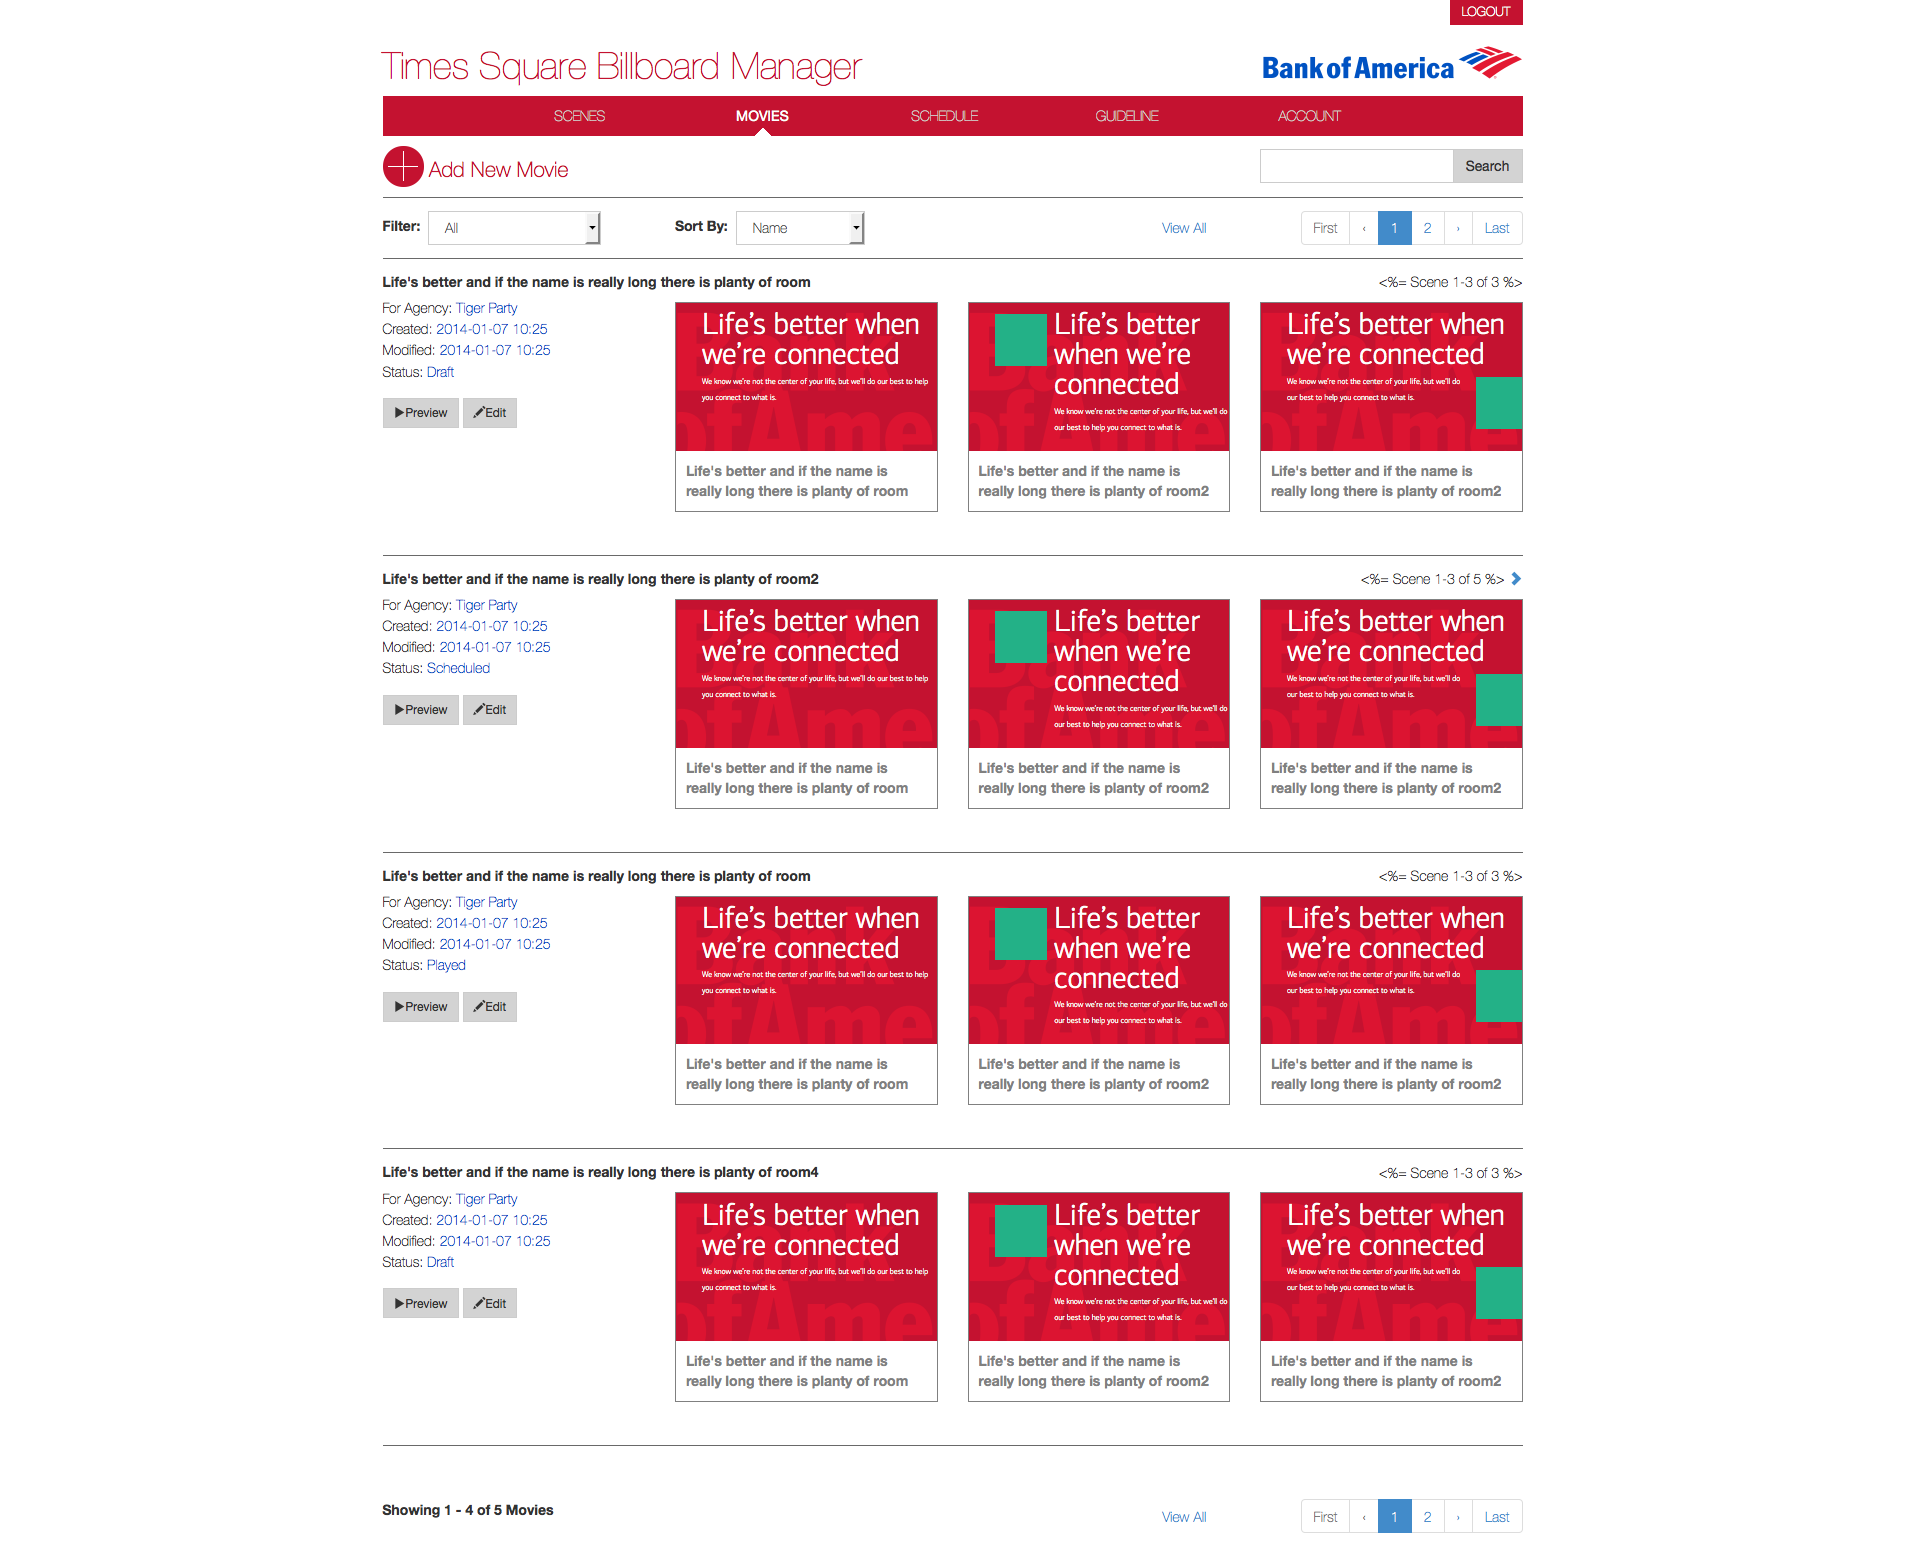 LOGOUT
Times Square Billboard Manager
Bank of America
SCENES MOVIES SCHEDULE GUIDELINE ACCOUNT
Add New Movie
Search
Filter: All Sort By: Name View All First ‹ 1 2 › Last
Life's better and if the name is really long there is planty of room
<%= Scene 1-3 of 3 %>
For Agency: Tiger Party
Created: 2014-01-07 10:25
Modified: 2014-01-07 10:25
Status: Draft
Preview Edit
Life's better when
we're connected
We know we're not the center of your life, but we'll do our best to help
you connect to what is.
Life's better and if the name is
really long there is planty of room
Life's better
when we're
connected
We know we're not the center of your life, but we'll do
our best to help you connect to what is.
Life's better and if the name is
really long there is planty of room2
Life's better when
we're connected
We know we're not the center of your life, but we'll do
our best to help you connect to what is.
Life's better and if the name is
really long there is planty of room2
Life's better and if the name is really long there is planty of room2
<%= Scene 1-3 of 5 %>
For Agency: Tiger Party
Created: 2014-01-07 10:25
Modified: 2014-01-07 10:25
Status: Scheduled
Preview Edit
Life's better when
we're connected
We know we're not the center of your life, but we'll do our best to help
you connect to what is.
Life's better and if the name is
really long there is planty of room
Life's better
when we're
connected
We know we're not the center of your life, but we'll do
our best to help you connect to what is.
Life's better and if the name is
really long there is planty of room2
Life's better when
we're connected
We know we're not the center of your life, but we'll do
our best to help you connect to what is.
Life's better and if the name is
really long there is planty of room2
Life's better and if the name is really long there is planty of room
<%= Scene 1-3 of 3 %>
For Agency: Tiger Party
Created: 2014-01-07 10:25
Modified: 2014-01-07 10:25
Status: Played
Preview Edit
Life's better when
we're connected
We know we're not the center of your life, but we'll do our best to help
you connect to what is.
Life's better and if the name is
really long there is planty of room
Life's better
when we're
connected
We know we're not the center of your life, but we'll do
our best to help you connect to what is.
Life's better and if the name is
really long there is planty of room2
Life's better when
we're connected
We know we're not the center of your life, but we'll do
our best to help you connect to what is.
Life's better and if the name is
really long there is planty of room2
Life's better and if the name is really long there is planty of room4
<%= Scene 1-3 of 3 %>
For Agency: Tiger Party
Created: 2014-01-07 10:25
Modified: 2014-01-07 10:25
Status: Draft
Preview Edit
Life's better when
we're connected
We know we're not the center of your life, but we'll do our best to help
you connect to what is.
Life's better and if the name is
really long there is planty of room
Life's better
when we're
connected
We know we're not the center of your life, but we'll do
our best to help you connect to what is.
Life's better and if the name is
really long there is planty of room2
Life's better when
we're connected
We know we're not the center of your life, but we'll do
our best to help you connect to what is.
Life's better and if the name is
really long there is planty of room2
Showing 1 - 4 of 5 Movies View All First ‹ 1 2 › Last